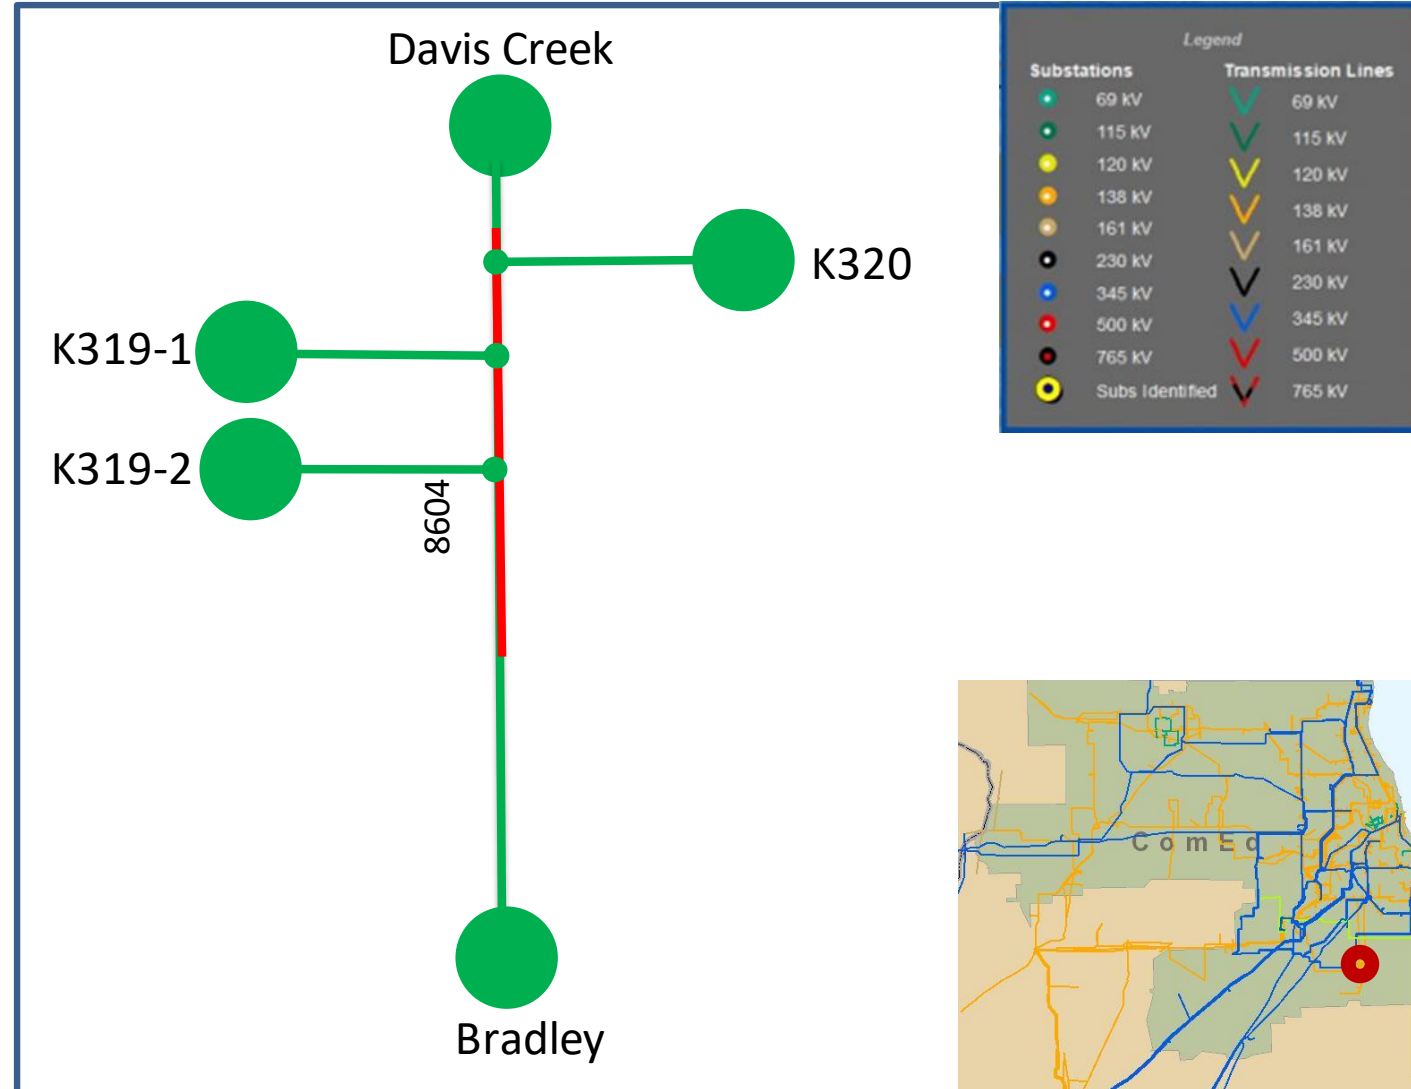 Davis Creek
K320
K319-1
K319-2
8604
Bradley
Legend
Substations Transmission Lines
69 kV 69 kV
115 kV 115 kV
120 kV 120 kV
138 kV 138 kV
161 kV 161 kV
230 kV 230 kV
345 kV 345 kV
500 kV 500 kV
765 kV 765 kV
Subs Identified
ComEd